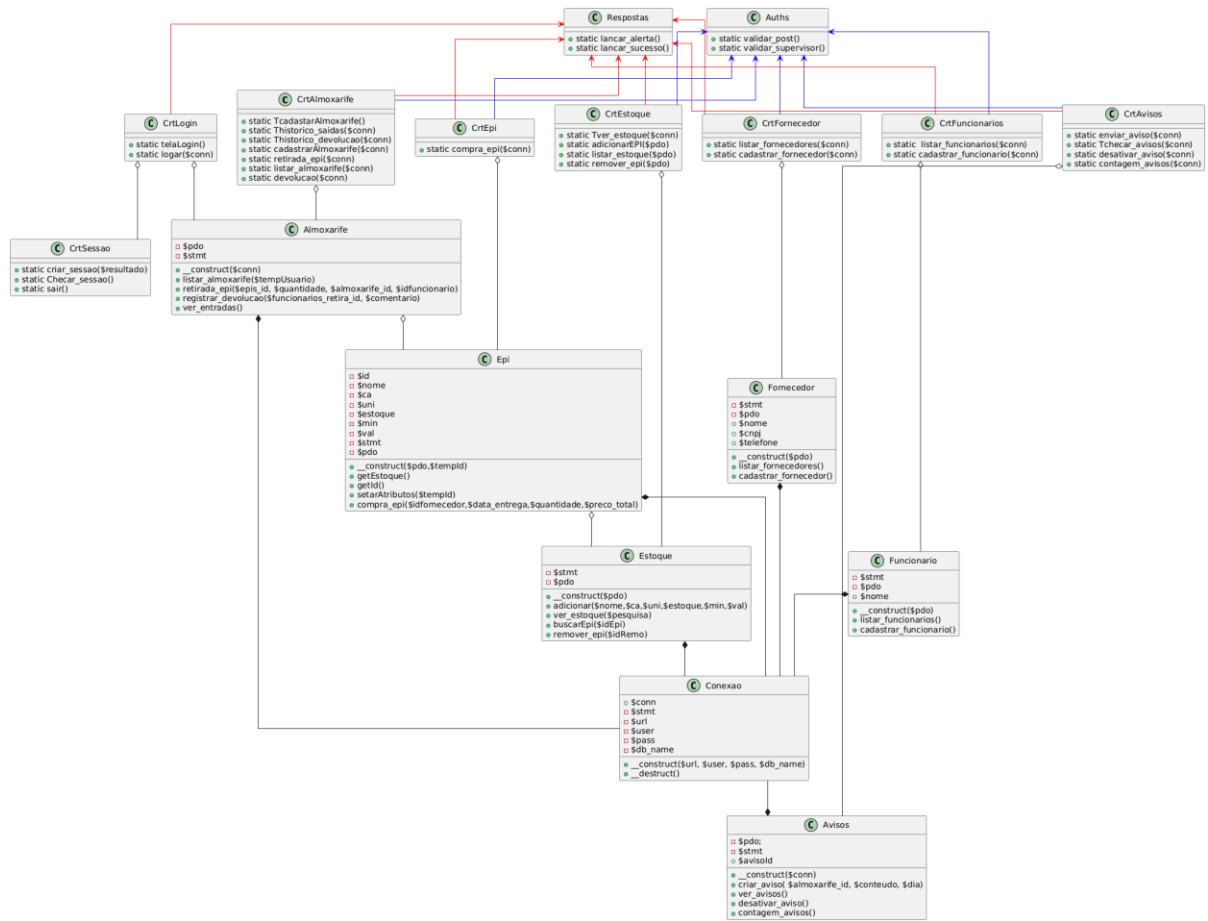 Respostas
static lancar_alerta()
static lancar_sucesso()
Auths
static validar_post()
static validar_supervisor()
CrtLogin
static telaLogin()
static logar($conn)
CrtAlmoxarife
static TcadastarAlmoxarife()
static Thistorico_saidas($conn)
static Thistorico_devolucao($conn)
static cadastrarAlmoxarife($conn)
static retirada_epi($conn)
static listar_almoxarife($conn)
static devolucao($conn)
CrtEpi
static compra_epi($conn)
CrtEstoque
static Tver_estoque($conn)
static adicionarEPI($pdo)
static listar_estoque($pdo)
static remover_epi($pdo)
CrtFornecedor
static listar_fornecedores($conn)
static cadastrar_fornecedor($conn)
CrtFuncionarios
static listar_funcionarios($conn)
static cadastrar_funcionario($conn)
CrtAvisos
static enviar_aviso($conn)
static Tchecar_avisos($conn)
static desativar_aviso($conn)
static contagem_avisos($conn)
CrtSessao
static criar_sessao($resultado)
static Checar_sessao()
static sair()
Almoxarife
$pdo
$stmt
__construct($conn)
listar_almoxarife($tempUsuario)
retirada_epi($epis_id, $quantidade, $almoxarife_id, $idfuncionario)
registrar_devolucao($funcionarios_retira_id, $comentario)
ver_entradas()
Epi
$id
$nome
$ca
$uni
$estoque
$min
$val
$stmt
$pdo
__construct($pdo,$tempId)
getEstoque()
getId()
setarAtributos($tempId)
compra_epi($idfornecedor,$data_entrega,$quantidade,$preco_total)
Fornecedor
$stmt
$pdo
$nome
$cnpj
$telefone
__construct($pdo)
listar_fornecedores()
cadastrar_fornecedor()
Estoque
$stmt
$pdo
__construct($pdo)
adicionar($nome,$ca,$uni,$estoque,$min,$val)
ver_estoque($pesquisa)
buscarEpi($idEpi)
remover_epi($idRemo)
Funcionario
$stmt
$pdo
$nome
__construct($pdo)
listar_funcionarios()
cadastrar_funcionario()
Conexao
$conn
$stmt
$url
$user
$pass
$db_name
__construct($url, $user, $pass, $db_name)
__destruct()
Avisos
$pdo;
$stmt
$avisoId
__construct($conn)
criar_aviso( $almoxarife_id, $conteudo, $dia)
ver_avisos()
desativar_aviso()
contagem_avisos()